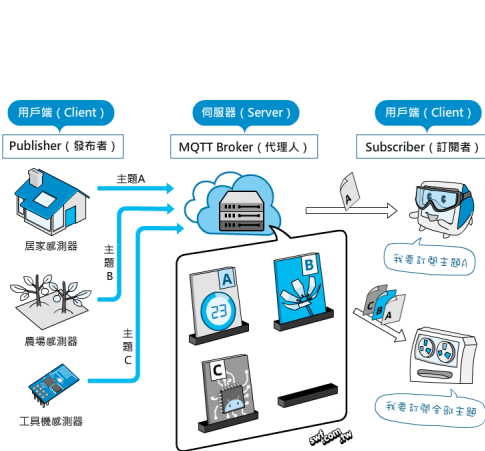 用戶端（Client）
伺服器（Server）
用戶端（Client）
Publisher（發布者）
MQTT Broker（代理人）
Subscriber（訂閱者）
主題A
居家感測器
主題B
農場感測器
主題C
工具機感測器
A
23
B
C
A
我要訂閱主題A
C
B
A
我要訂閱全部主題
swf.com.tw